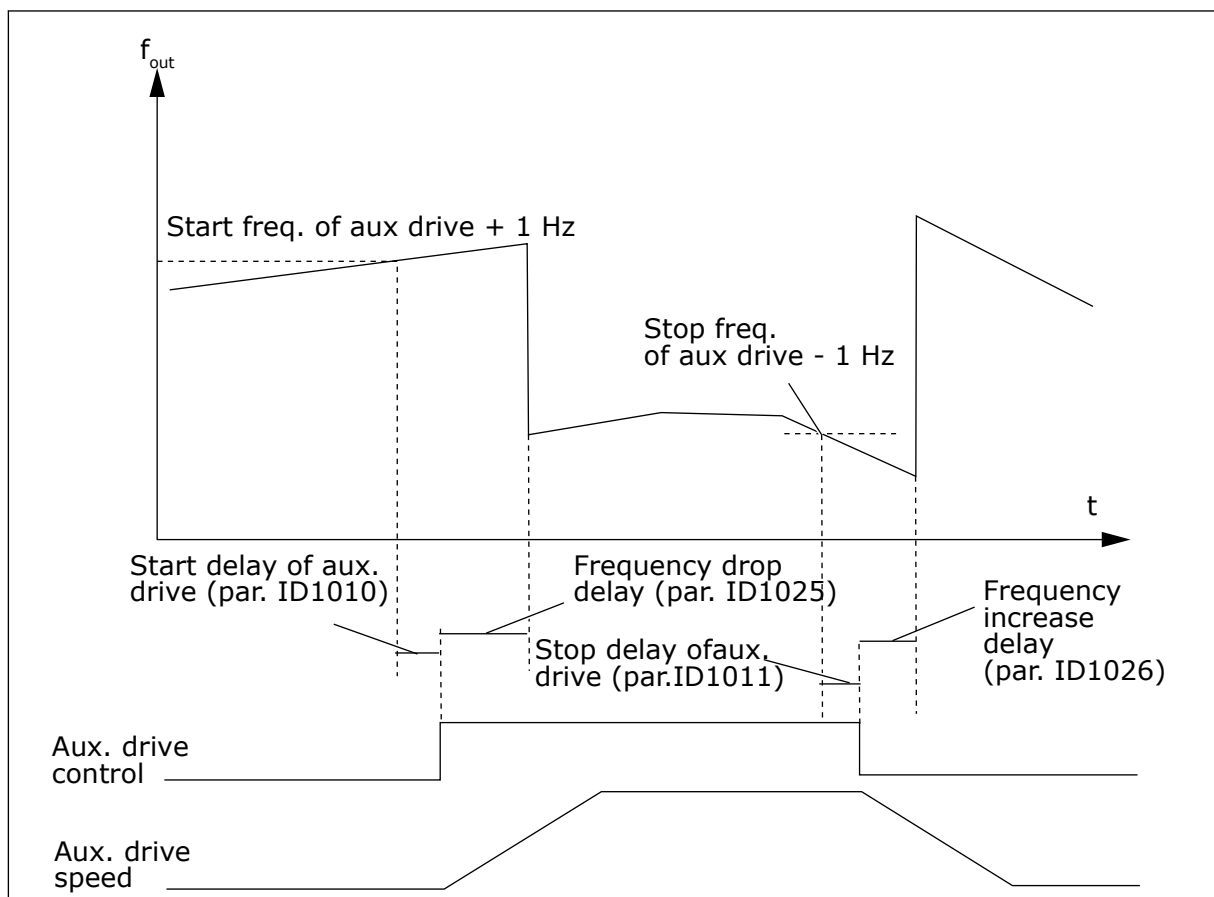 f out
Start freq. of aux drive + 1 Hz
Stop freq.
of aux drive - 1 Hz
t
Start delay of aux.
drive (par. ID1010)
Frequency drop
delay (par. ID1025)
Stop delay ofaux.
drive (par.ID1011)
Frequency
increase
delay
(par. ID1026)
Aux. drive
control
Aux. drive
speed